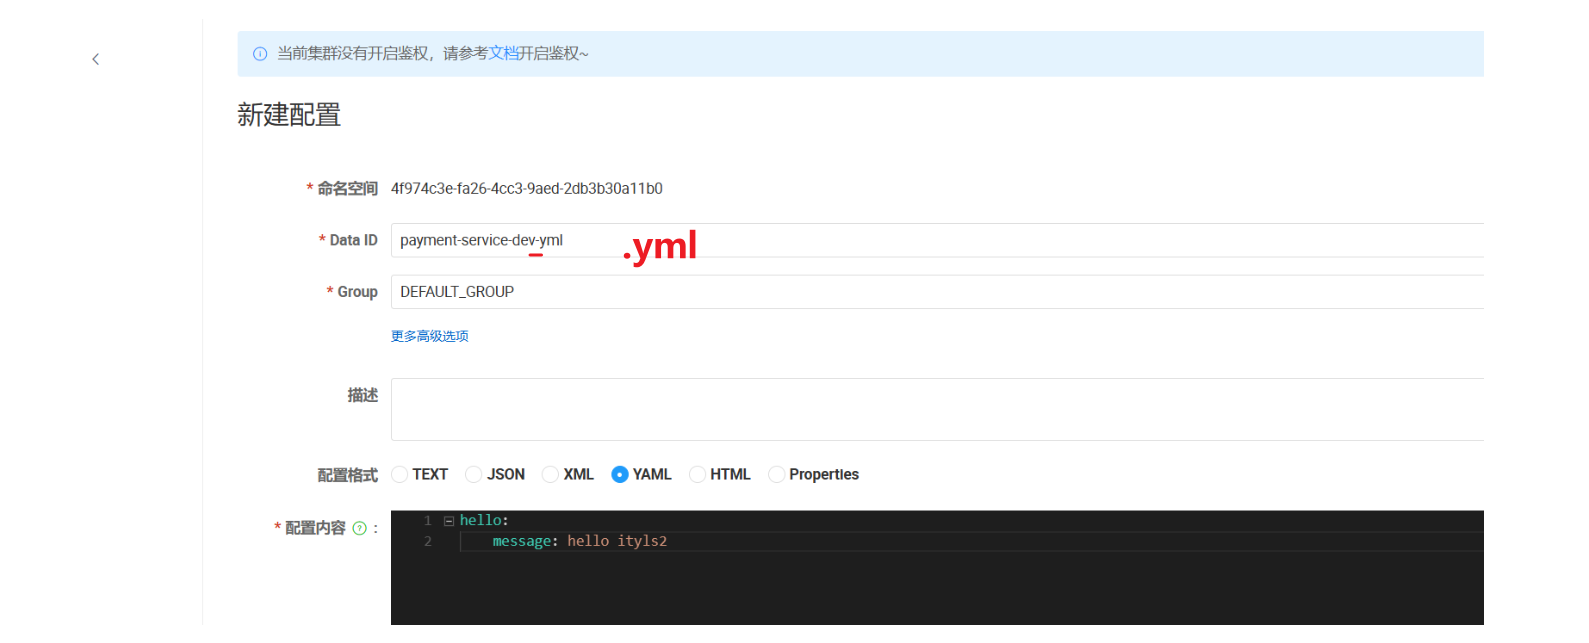 当前集群没有开启鉴权，请参考文档开启鉴权~
新建配置
* 命名空间 4f974c3e-fa26-4cc3-9aed-2db3b30a11b0
* Data ID payment-service-dev-yml .yml
* Group DEFAULT_GROUP
更多高级选项
描述
配置格式 TEXT JSON XML YAML HTML Properties
* 配置内容 ? : 1 hello:
2 message: hello ityls2